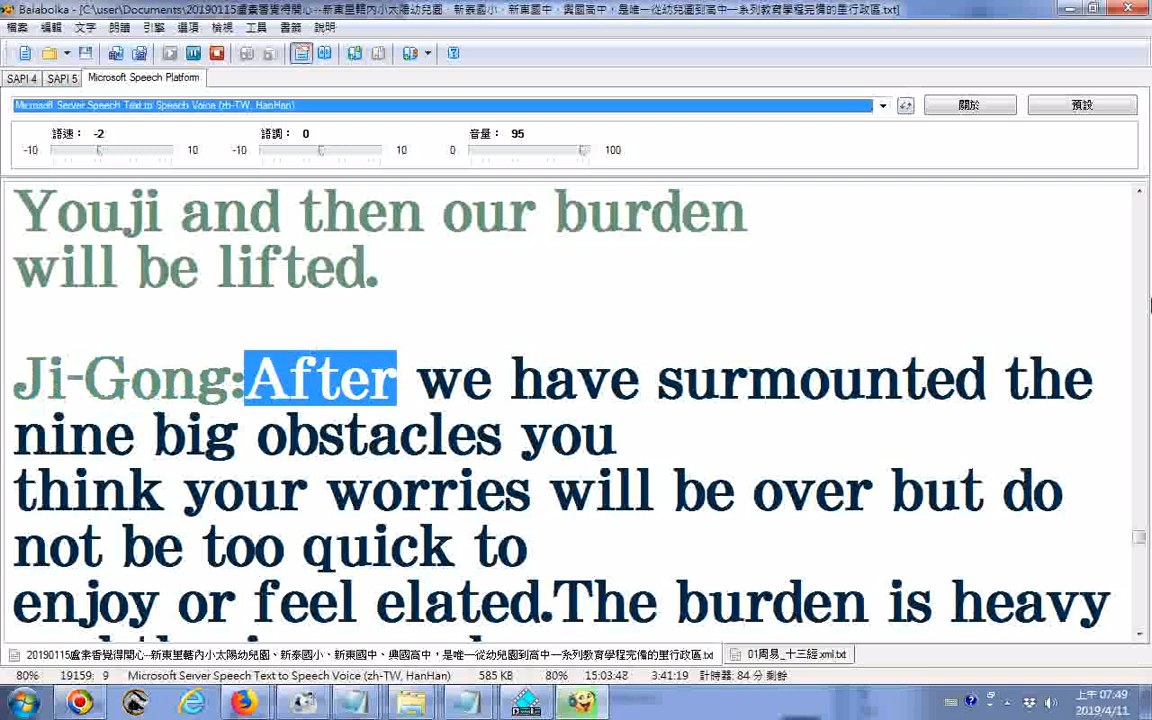 Balabolka - [C:\user\Documents\20190115盧素香覺得開心--新東里轄內小太陽幼兒園、新泰國小、新東國中、興國高中，是唯一從幼兒園到高中一系列教育學程完備的里行政區.txt]
檔案 編輯 文字 朗讀 引擎 選項 檢視 工具 書籤 說明
SAPI 4 SAPI 5 Microsoft Speech Platform
Microsoft Server Speech Text to Speech Voice (zh-TW, HanHan) 關於 預設
語速： -2 語調： 0 音量： 95
-10 10 -10 10 0 100
Youji and then our burden
will be lifted.
Ji-Gong:After we have surmounted the
nine big obstacles you
think your worries will be over but do
not be too quick to
enjoy or feel elated.The burden is heavy
20190115盧素香覺得開心--新東里轄內小太陽幼兒園、新泰國小、新東國中、興國高中，是唯一從幼兒園到高中一系列教育學程完備的里行政區.txt 01周易_十三經.xml.txt
80% 19159: 9 Microsoft Server Speech Text to Speech Voice (zh-TW, HanHan) 585 KB 80% 15:03:48 3:41:19 計時器: 84 分 剩餘
上午 07:49
2019/4/11